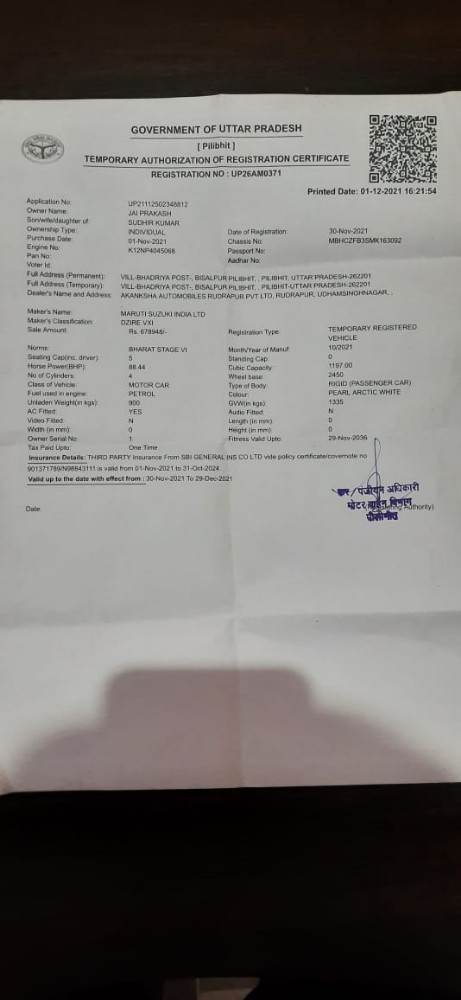 GOVERNMENT OF UTTAR PRADESH
[ Pilibhit ]
TEMPORARY AUTHORIZATION OF REGISTRATION CERTIFICATE
REGISTRATION NO : UP26AM0371
Printed Date: 01-12-2021 16:21:54
Application No: UP21112502348812
Owner Name: JAI PRAKASH
Son/wife/daughter of: SUDHIR KUMAR
Ownership Type: INDIVIDUAL Date of Registration: 30-Nov-2021
Purchase Date: 01-Nov-2021 Chassis No: MBHCZFB3SMK163092
Engine No: K12NP4045068 Passport No:
Pan No: Aadhar No:
Voter Id:
Full Address (Permanent): VILL-BHADRIYA POST-, BISALPUR PILIBHIT, , PILIBHIT, UTTAR PRADESH-262201
Full Address (Temporary): VILL-BHADRIYA POST-, BISALPUR PILIBHIT, , PILIBHIT-UTTAR PRADESH-262201
Dealer's Name and Address: AKANKSHA AUTOMOBILES RUDRAPUR PVT LTD, RUDRAPUR, UDHAMSINGHNAGAR, ,
Maker's Name: MARUTI SUZUKI INDIA LTD
Maker's Classification: DZIRE VXI
Sale Amount: Rs. 678948/- Registration Type: TEMPORARY REGISTERED VEHICLE
Norms: BHARAT STAGE VI Month/Year of Manuf: 10/2021
Seating Cap(inc. driver): 5 Standing Cap: 0
Horse Power(BHP): 88.44 Cubic Capacity: 1197.00
No of Cylinders: 4 Wheel base: 2450
Class of Vehicle: MOTOR CAR Type of Body: RIGID (PASSENGER CAR)
Fuel used in engine: PETROL Colour: PEARL ARCTIC WHITE
Unladen Weight(in kgs): 900 GVW(in kgs): 1335
AC Fitted: YES Audio Fitted: N
Video Fitted: N Length (in mm): 0
Width (in mm): 0 Height (in mm): 0
Owner Serial No: 1 Fitness Valid Upto: 29-Nov-2036
Tax Paid Upto: One Time
Insurance Details: THIRD PARTY Insurance From SBI GENERAL INS CO LTD vide policy certificate/covernote no
901371789/N98643111 is valid from 01-Nov-2021 to 31-Oct-2024.
Valid up to the date with effect from : 30-Nov-2021 To 29-Dec-2021
कर / पंजीयन अधिकारी
मोटर वाहन विभाग Authority)
पीलीभीत
Date: